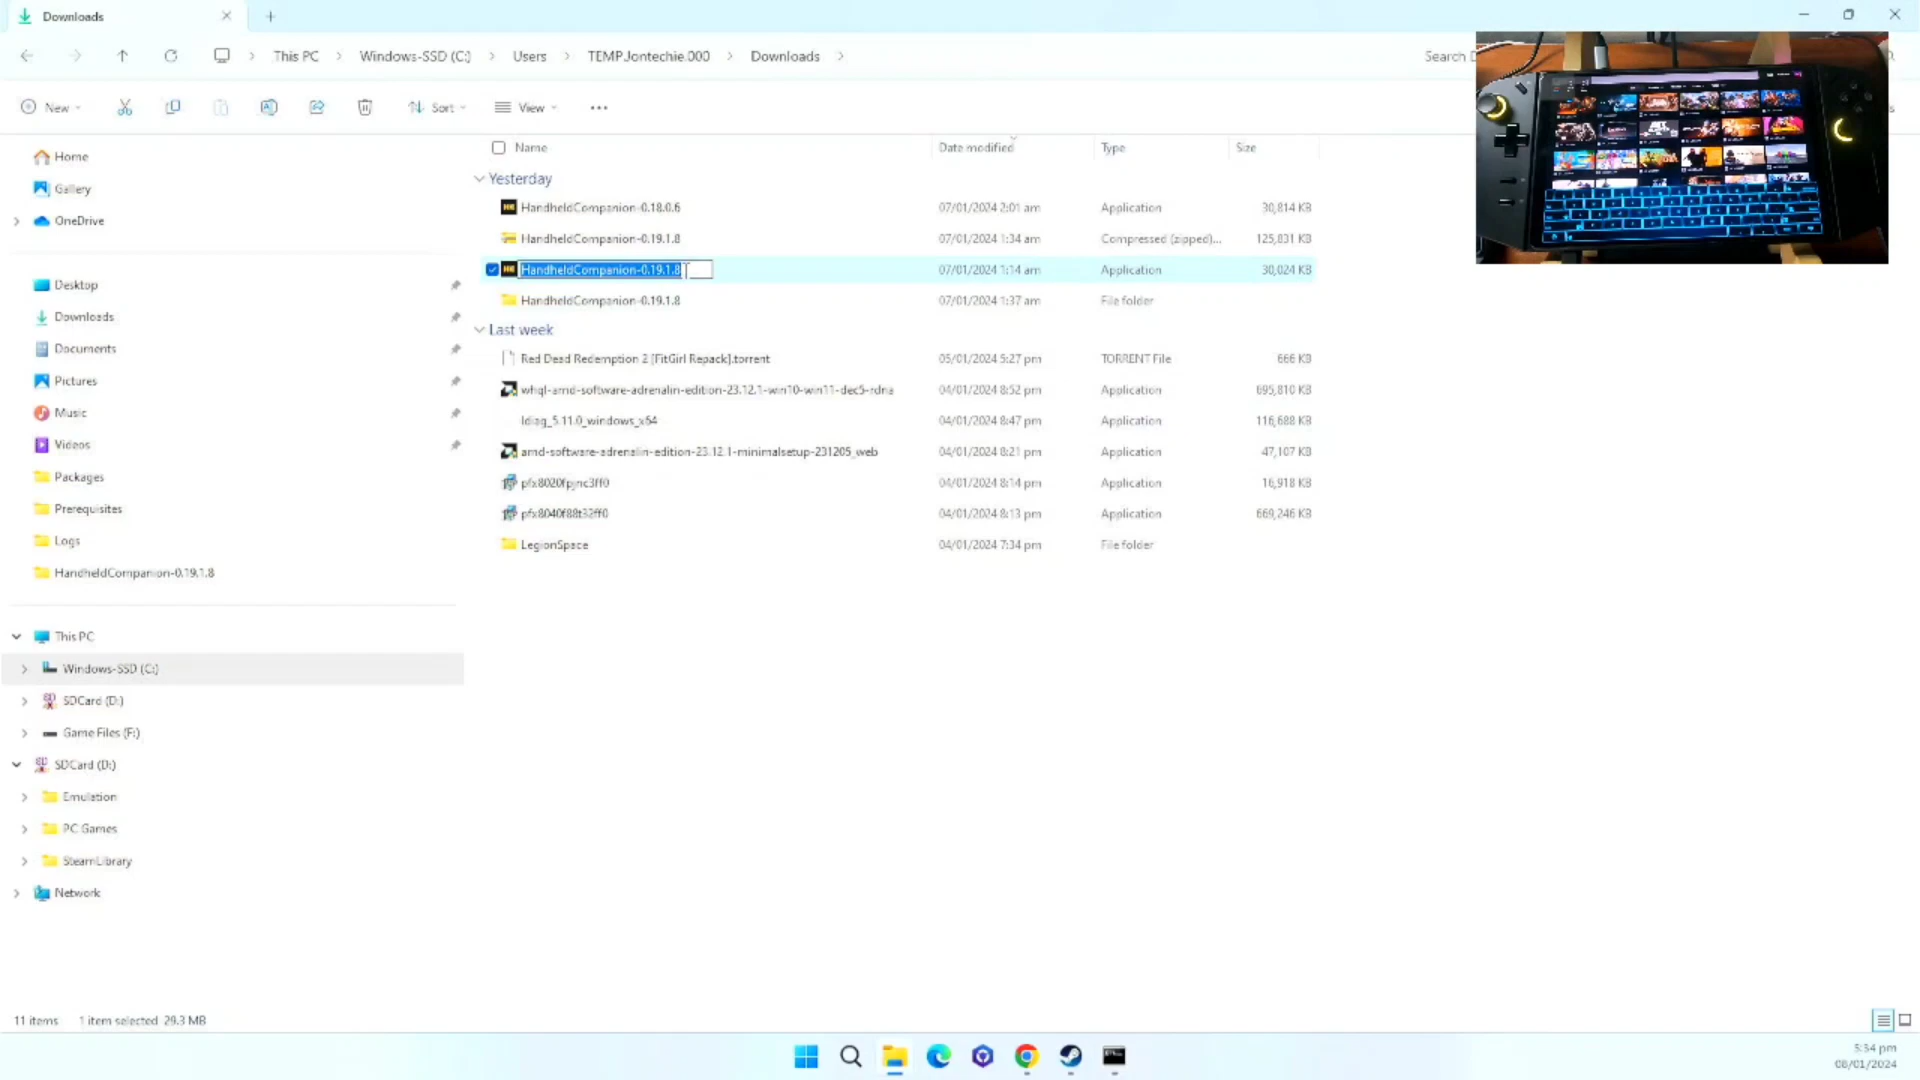 Downloads
This PC
Windows-SSD (C:)
Users
TEMP.Jontechie.000
Downloads
Search
New
Sort
View
Name
Date modified
Type
Size
Home
Gallery
OneDrive
Desktop
Downloads
Documents
Pictures
Music
Videos
Packages
Prerequisites
Logs
HandheldCompanion-0.19.1.8
This PC
Windows-SSD (C:)
SDCard (D:)
Game Files (F:)
SDCard (D:)
Emulation
PC Games
SteamLibrary
Network
Yesterday
HandheldCompanion-0.18.0.6 07/01/2024 2:01 am Application 30,814 KB
HandheldCompanion-0.19.1.8 07/01/2024 1:34 am Compressed (zipped)... 125,831 KB
HandheldCompanion-0.19.1.8 07/01/2024 1:14 am Application 30,024 KB
HandheldCompanion-0.19.1.8 07/01/2024 1:37 am File folder
Last week
Red Dead Redemption 2 [FitGirl Repack].torrent 05/01/2024 5:27 pm TORRENT File 666 KB
whql-amd-software-adrenalin-edition-23.12.1-win10-win11-dec5-rdna 04/01/2024 8:52 pm Application 695,810 KB
ldiag_5.11.0_windows_x64 04/01/2024 8:47 pm Application 116,688 KB
amd-software-adrenalin-edition-23.12.1-minimalsetup-231205_web 04/01/2024 8:21 pm Application 47,107 KB
04/01/2024 8:14 pm Application 16,918 KB
04/01/2024 8:13 pm Application 669,246 KB
LegionSpace 04/01/2024 7:34 pm File folder
11 items 1 item selected 29.3 MB
5:34 pm
08/01/2024